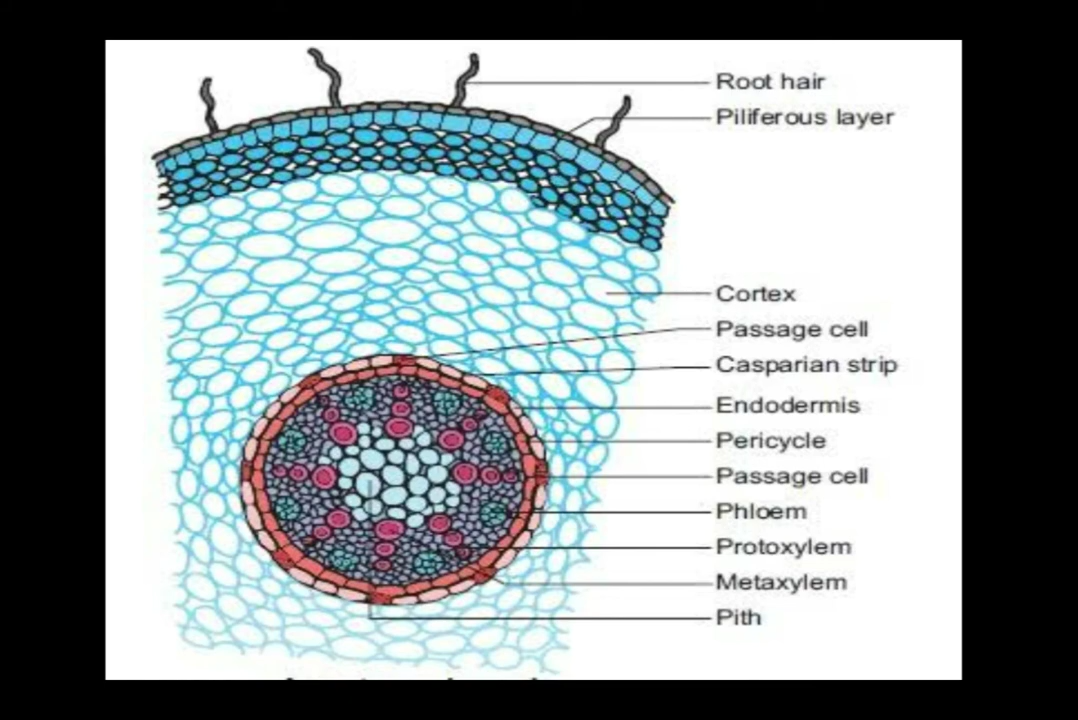 Root hair
Piliferous layer
Cortex
Passage cell
Casparian strip
Endodermis
Pericycle
Passage cell
Phloem
Protoxylem
Metaxylem
Pith